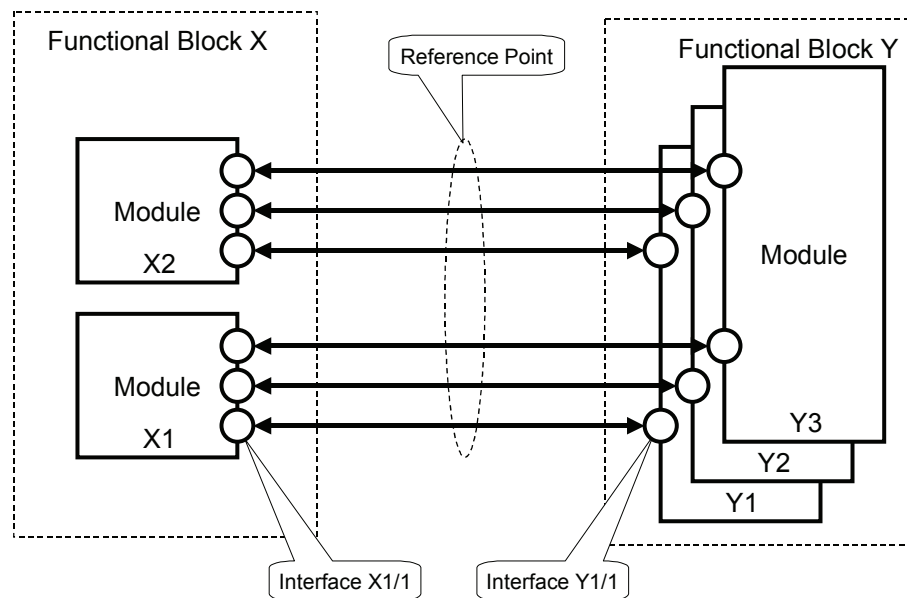 Functional Block X
Reference Point
Functional Block Y
Module
X2
Module
Module
X1
Y3
Y2
Y1
Interface X1/1
Interface Y1/1